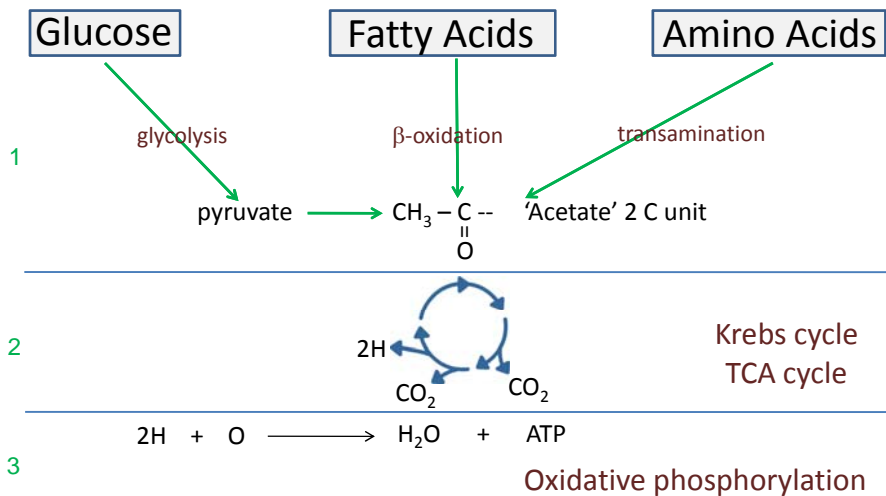 Glucose Fatty Acids Amino Acids
glycolysis β-oxidation transamination
1
pyruvate CH₃ – C -- 'Acetate' 2 C unit
=
O
2
2H
CO₂ CO₂
Krebs cycle
TCA cycle
2H + O ⟶ H₂O + ATP
3
Oxidative phosphorylation